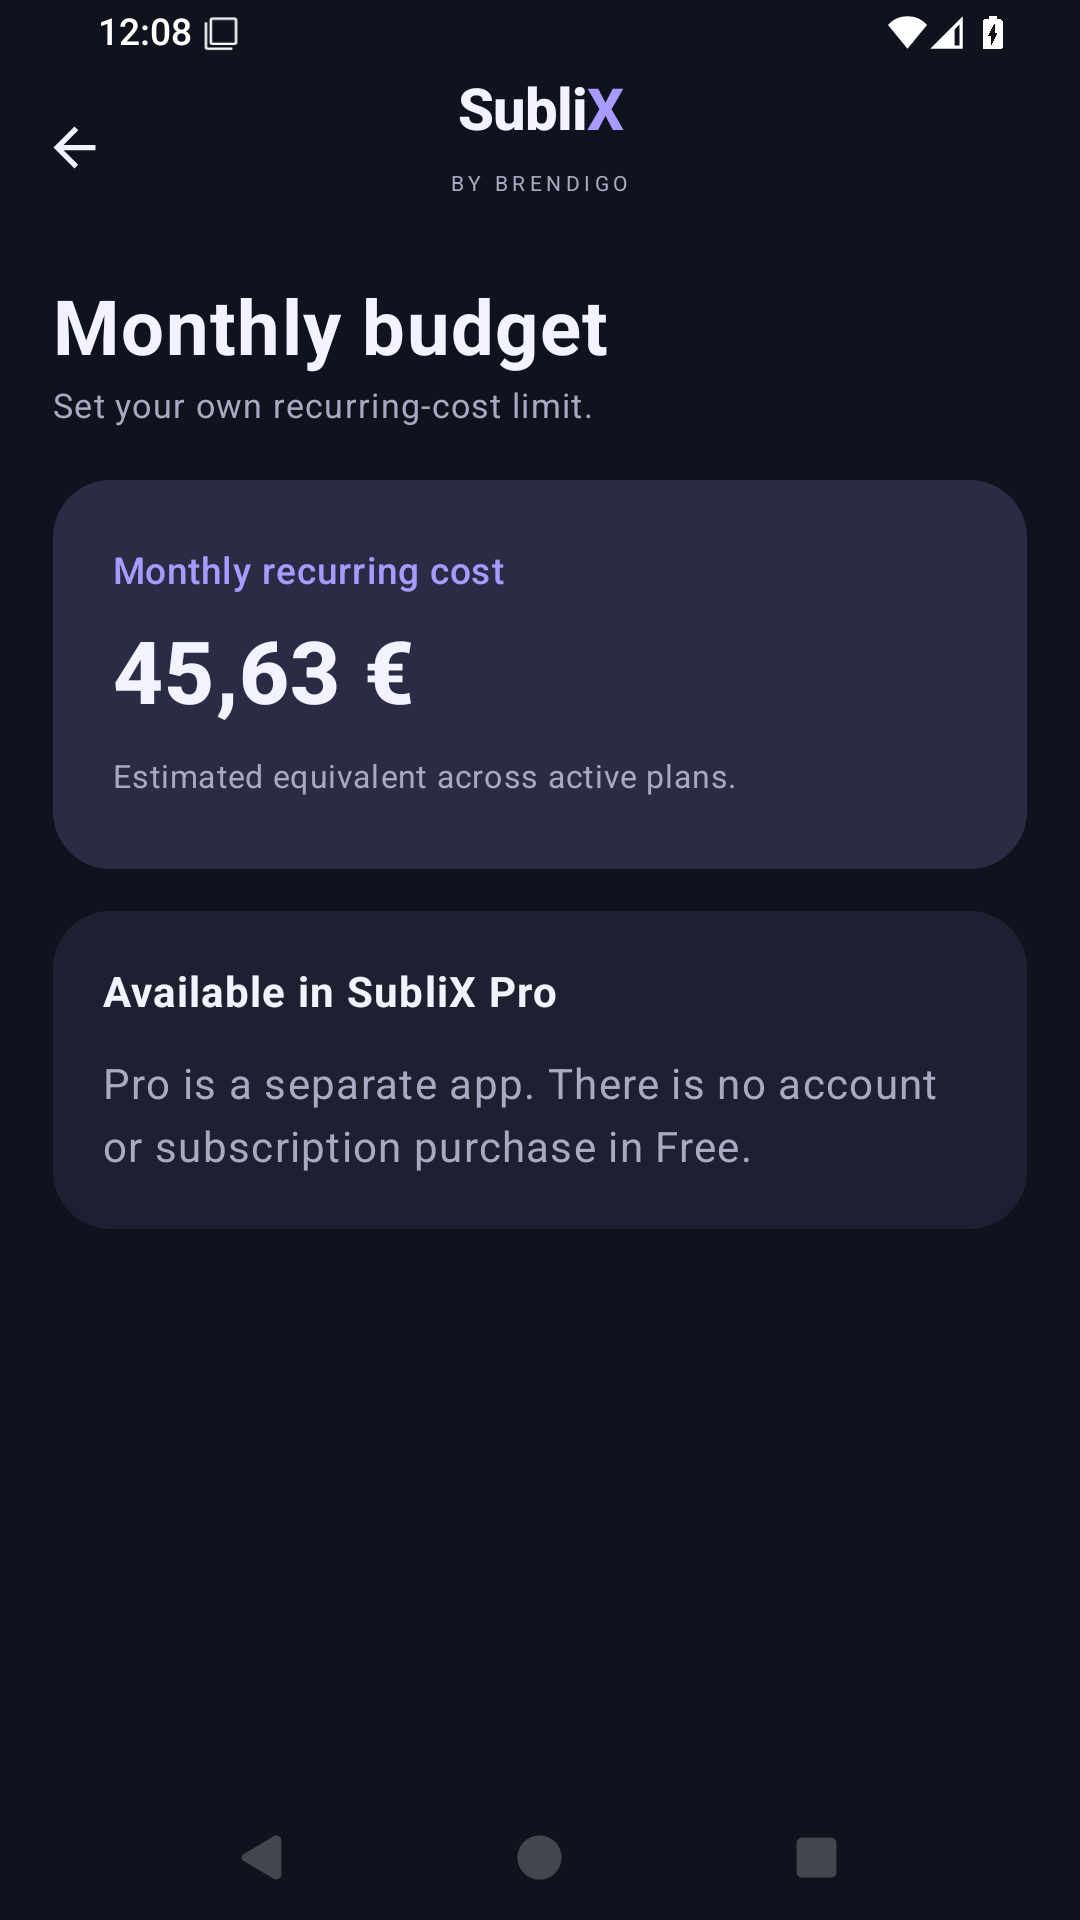 12:08
SubliX
BY BRENDIGO
Monthly budget
Set your own recurring-cost limit.
Monthly recurring cost
45,63 €
Estimated equivalent across active plans.
Available in SubliX Pro
Pro is a separate app. There is no account
or subscription purchase in Free.